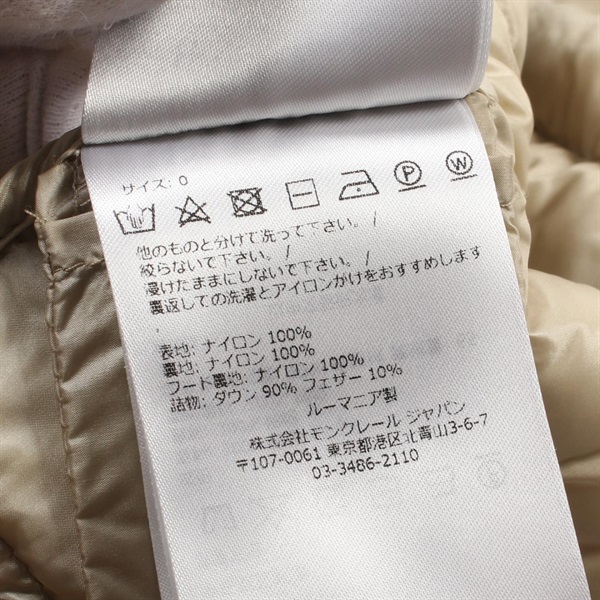 サイズ: 0
P W
他のものと分けて洗って下さい。/
絞らないで下さい。/
浸けたままにしないで下さい。/
裏返しての洗濯とアイロンかけをおすすめします
.
表地: ナイロン 100%
裏地: ナイロン 100%
フード裏地: ナイロン 100%
詰物: ダウン 90% フェザー 10%
ルーマニア製
株式会社モンクレール ジャパン
〒107-0061 東京都港区北青山3-6-7
03-3486-2110